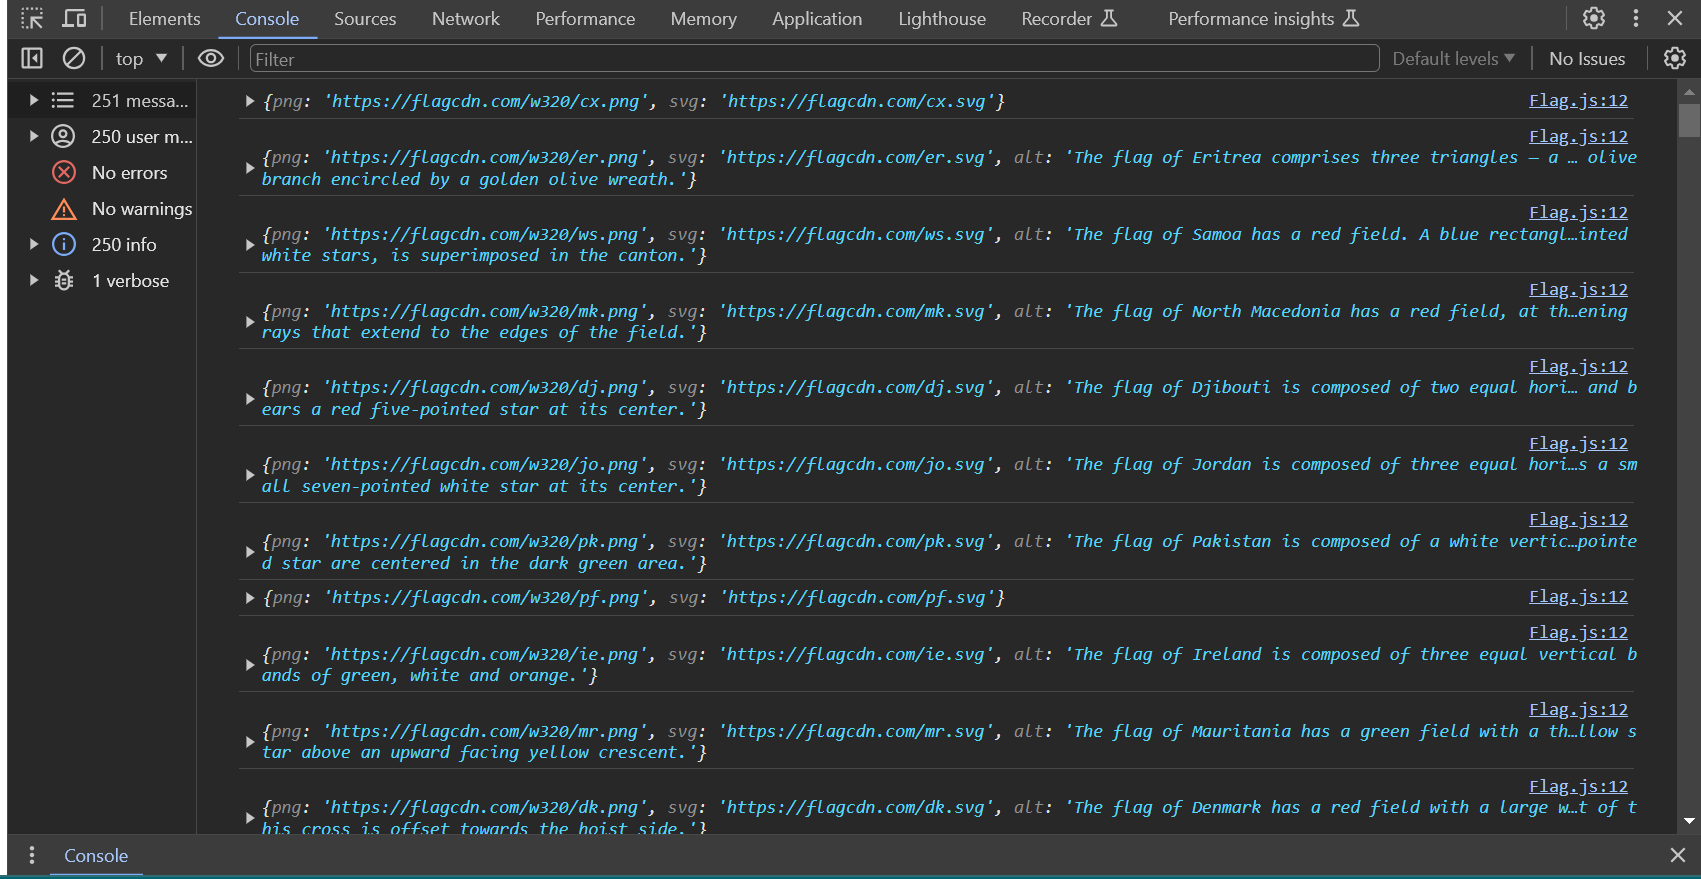 Elements Console Sources Network Performance Memory Application Lighthouse Recorder Performance insights
top Filter Default levels No Issues
251 messa...
250 user m...
No errors
No warnings
250 info
1 verbose
{png: 'https://flagcdn.com/w320/cx.png', svg: 'https://flagcdn.com/cx.svg'} Flag.js:12
Flag.js:12
{png: 'https://flagcdn.com/w320/er.png', svg: 'https://flagcdn.com/er.svg', alt: 'The flag of Eritrea comprises three triangles — a … olive
branch encircled by a golden olive wreath.'}
Flag.js:12
{png: 'https://flagcdn.com/w320/ws.png', svg: 'https://flagcdn.com/ws.svg', alt: 'The flag of Samoa has a red field. A blue rectangl…inted
white stars, is superimposed in the canton.'}
Flag.js:12
{png: 'https://flagcdn.com/w320/mk.png', svg: 'https://flagcdn.com/mk.svg', alt: 'The flag of North Macedonia has a red field, at th…ening
rays that extend to the edges of the field.'}
Flag.js:12
{png: 'https://flagcdn.com/w320/dj.png', svg: 'https://flagcdn.com/dj.svg', alt: 'The flag of Djibouti is composed of two equal hori… and b
ears a red five-pointed star at its center.'}
Flag.js:12
{png: 'https://flagcdn.com/w320/jo.png', svg: 'https://flagcdn.com/jo.svg', alt: 'The flag of Jordan is composed of three equal hori…s a sm
all seven-pointed white star at its center.'}
Flag.js:12
{png: 'https://flagcdn.com/w320/pk.png', svg: 'https://flagcdn.com/pk.svg', alt: 'The flag of Pakistan is composed of a white vertic…pointe
d star are centered in the dark green area.'}
{png: 'https://flagcdn.com/w320/pf.png', svg: 'https://flagcdn.com/pf.svg'} Flag.js:12
Flag.js:12
{png: 'https://flagcdn.com/w320/ie.png', svg: 'https://flagcdn.com/ie.svg', alt: 'The flag of Ireland is composed of three equal vertical b
ands of green, white and orange.'}
Flag.js:12
{png: 'https://flagcdn.com/w320/mr.png', svg: 'https://flagcdn.com/mr.svg', alt: 'The flag of Mauritania has a green field with a th…llow s
tar above an upward facing yellow crescent.'}
Flag.js:12
{png: 'https://flagcdn.com/w320/dk.png', svg: 'https://flagcdn.com/dk.svg', alt: 'The flag of Denmark has a red field with a large w…t of t
his cross is offset towards the hoist side.'}
Console